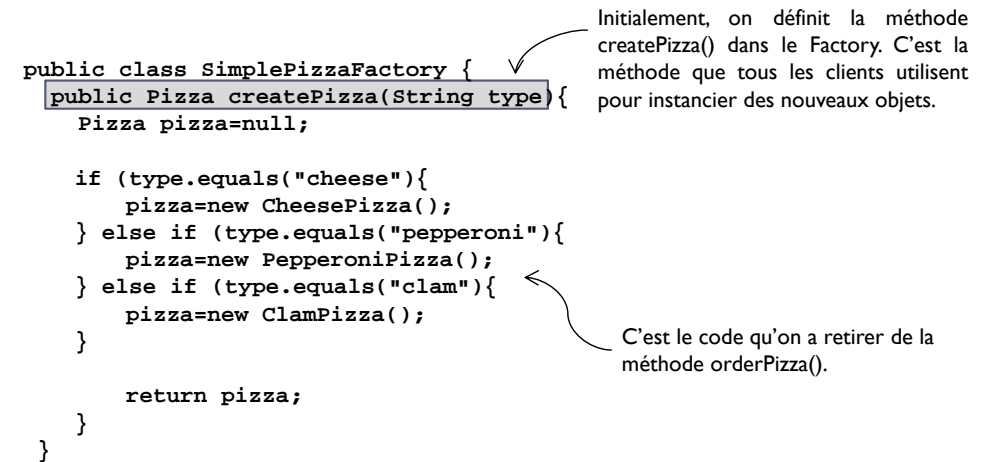 Initialement, on définit la méthode
createPizza() dans le Factory. C'est la
méthode que tous les clients utilisent
pour instancier des nouveaux objets.
public class SimplePizzaFactory {
public Pizza createPizza(String type){
Pizza pizza=null;
if (type.equals("cheese"){
pizza=new CheesePizza();
} else if (type.equals("pepperoni"){
pizza=new PepperoniPizza();
} else if (type.equals("clam"){
pizza=new ClamPizza();
}
C'est le code qu'on a retirer de la
méthode orderPizza().
return pizza;
}
}